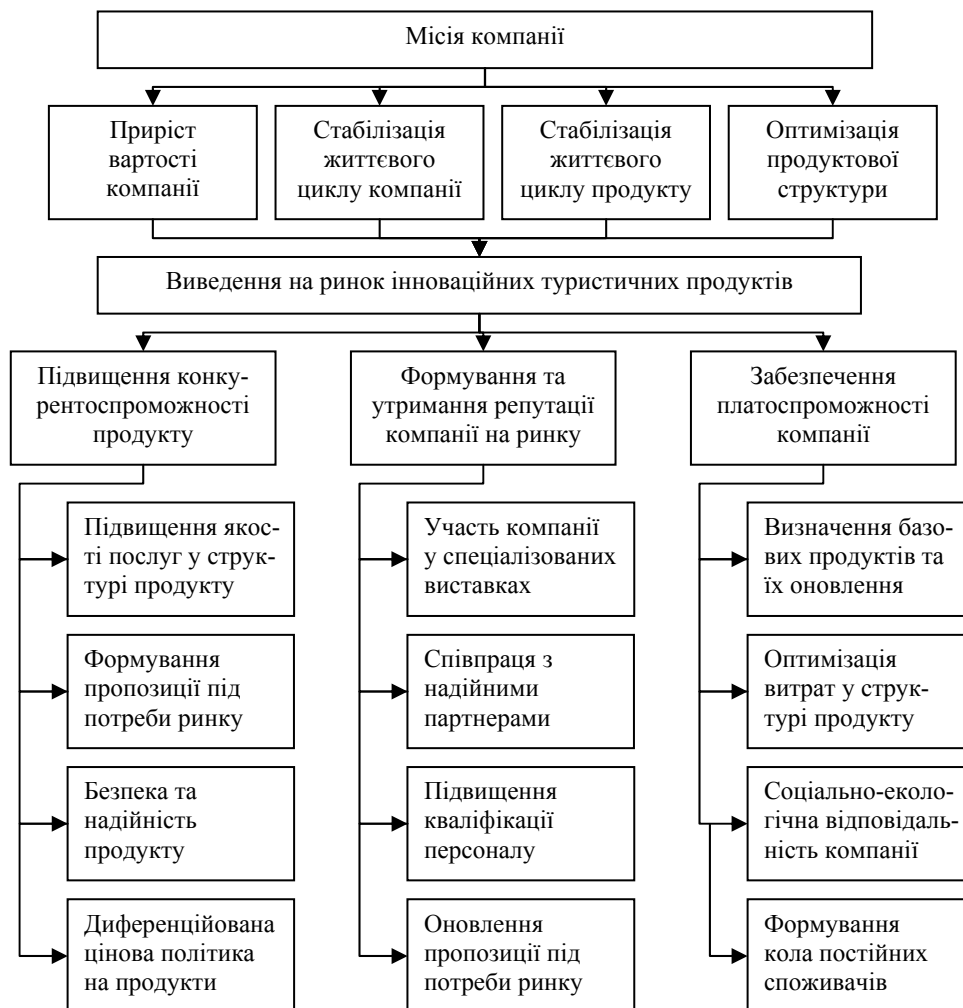 Місія компанії
Приріст
вартості
компанії
Стабілізація
життєвого
циклу компанії
Стабілізація
життєвого
циклу продукту
Оптимізація
продуктової
структури
Виведення на ринок інноваційних туристичних продуктів
Підвищення конку-
рентоспроможності
продукту
Формування та
утримання репутації
компанії на ринку
Забезпечення
платоспроможності
компанії
Підвищення якос-
ті послуг у струк-
турі продукту
Участь компанії
у спеціалізованих
виставках
Визначення базо-
вих продуктів та
їх оновлення
Формування
пропозиції під
потреби ринку
Співпраця з
надійними
партнерами
Оптимізація
витрат у струк-
турі продукту
Безпека та
надійність
продукту
Підвищення
кваліфікації
персоналу
Соціально-еколо-
гічна відповідаль-
ність компанії
Диференційована
цінова політика
на продукти
Оновлення
пропозиції під
потреби ринку
Формування
кола постійних
споживачів